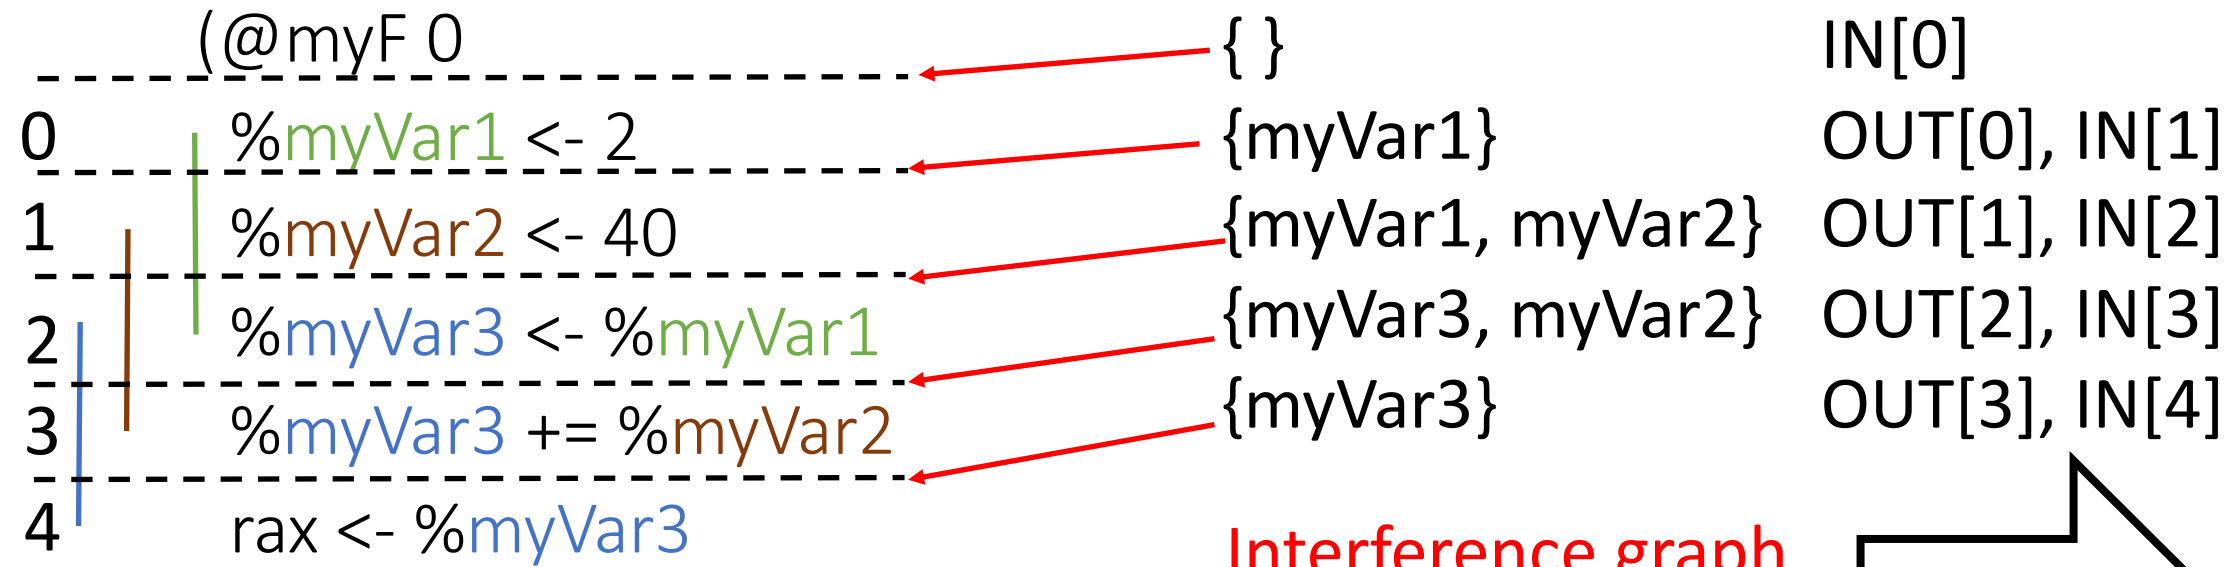 (@myF 0 { } IN[0]
0 %myVar1 <- 2 {myVar1} OUT[0], IN[1]
1 %myVar2 <- 40 {myVar1, myVar2} OUT[1], IN[2]
2 %myVar3 <- %myVar1 {myVar3, myVar2} OUT[2], IN[3]
3 %myVar3 += %myVar2 {myVar3} OUT[3], IN[4]
4 rax <- %myVar3
Interference graph